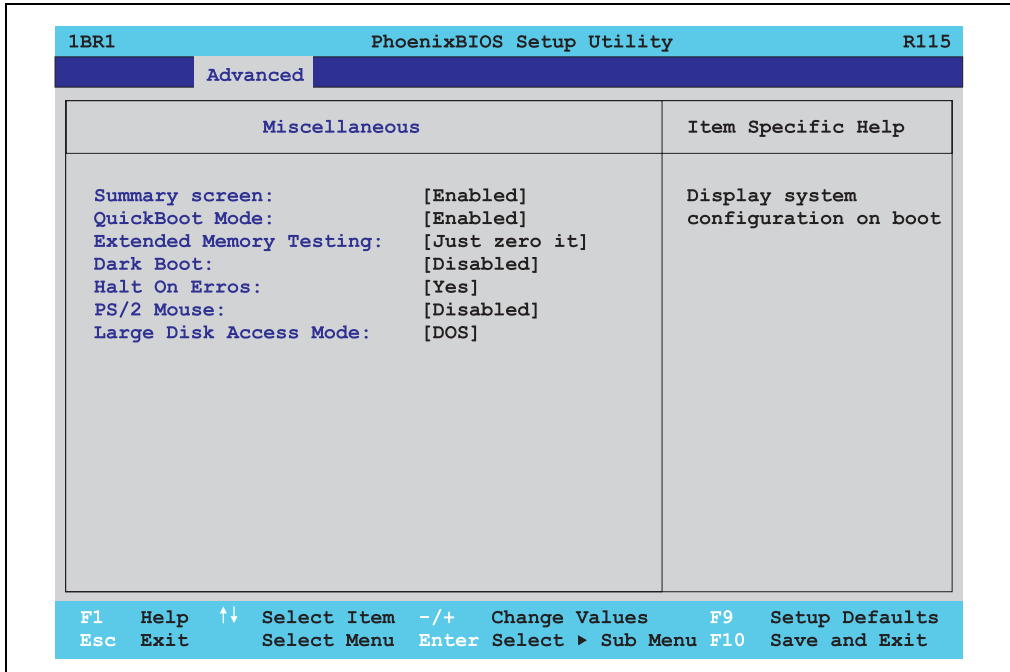 1BR1 PhoenixBIOS Setup Utility R115
Advanced
Miscellaneous
Item Specific Help
Summary screen: [Enabled]
QuickBoot Mode: [Enabled]
Extended Memory Testing: [Just zero it]
Dark Boot: [Disabled]
Halt On Erros: [Yes]
PS/2 Mouse: [Disabled]
Large Disk Access Mode: [DOS]
Display system
configuration on boot
F1 Help ↑↓ Select Item -/+ Change Values F9 Setup Defaults
Esc Exit Select Menu Enter Select ▶ Sub Menu F10 Save and Exit